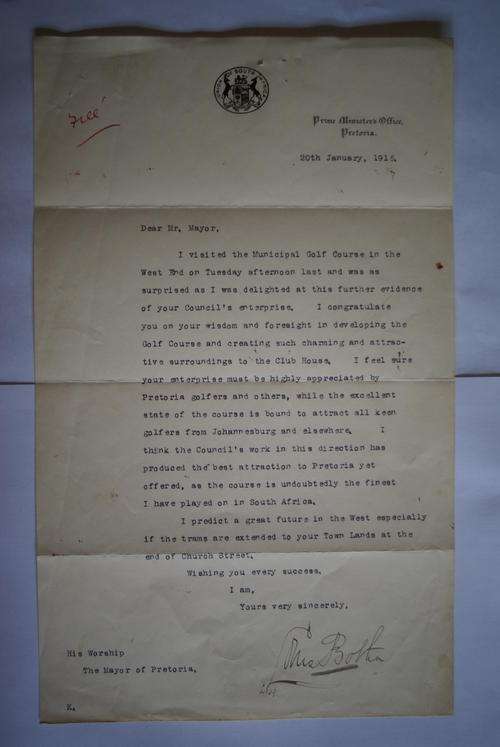 UNION OF SOUTH AFRICA
File
Prime Minister's Office,
Pretoria.
20th January, 1915.
Dear Mr, Mayor,
I visited the Municipal Golf Course in the
West End on Tuesday afternoon last and was as
surprised as I was delighted at this further evidence
of your Council's enterprise. I congratulate
you on your wisdom and foresight in developing the
Golf Course and creating such charming and attrac-
tive surroundings to the Club House. I feel sure
your enterprise must be highly appreciated by
Pretoria golfers and others, while the excellent
state of the course is bound to attract all keen
golfers from Johannesburg and elsewhere. I
think the Council's work in this direction has
produced the best attraction to Pretoria yet
offered, as the course is undoubtedly the finest
I have played on in South Africa.
I predict a great future in the West especially
if the trams are extended to your Town Lands at the
end of Church Street.
Wishing you every success.
I am,
Yours very sincerely,
Louis Botha
His Worship
The Mayor of Pretoria,
K.